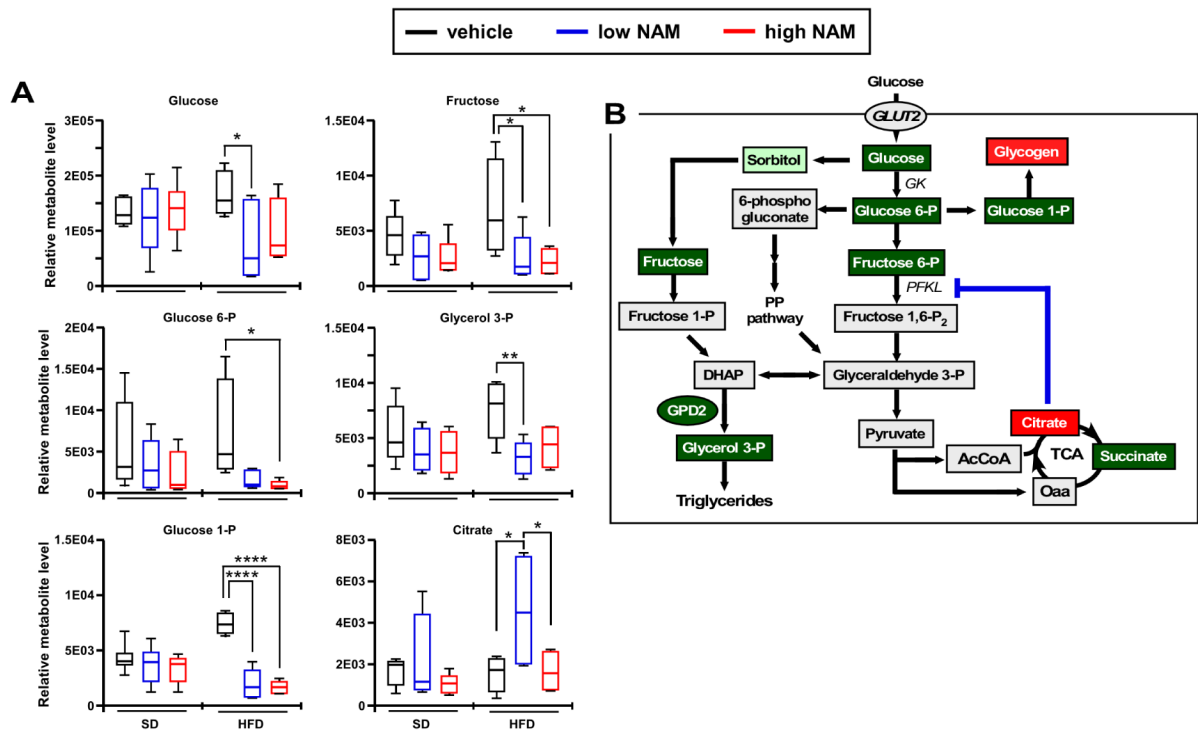 vehicle low NAM high NAM
A
Glucose
Relative metabolite level
3E05
2E05
1E05
0
*
Fructose
1.5E04
1E04
5E03
0
*
*
Glucose 6-P
Relative metabolite level
2E04
1.5E04
1E04
5E03
0
*
Glycerol 3-P
1.5E04
1E04
5E03
0
**
Glucose 1-P
Relative metabolite level
1.5E04
1E04
5E03
0
****
****
SD HFD
Citrate
8E03
6E03
4E03
2E03
0
* *
SD HFD
B
Glucose
GLUT2
Sorbitol
Glucose
Glycogen
GK
6-phospho
gluconate
Glucose 6-P
Glucose 1-P
Fructose
Fructose 6-P
PFKL
Fructose 1-P
PP
pathway
Fructose 1,6-P2
DHAP
Glyceraldehyde 3-P
GPD2
Pyruvate
Citrate
Glycerol 3-P
AcCoA
TCA
Succinate
Oaa
Triglycerides